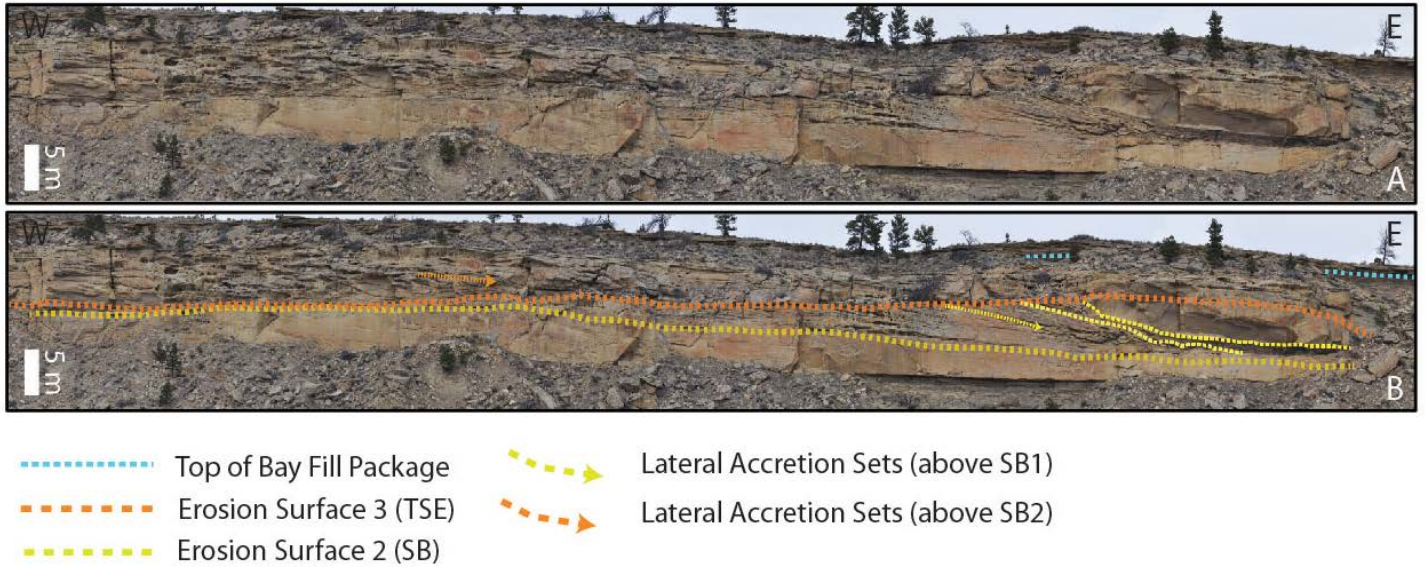 W
E
5 m
A
W
E
5 m
B
Top of Bay Fill Package
Lateral Accretion Sets (above SB1)
Erosion Surface 3 (TSE)
Lateral Accretion Sets (above SB2)
Erosion Surface 2 (SB)